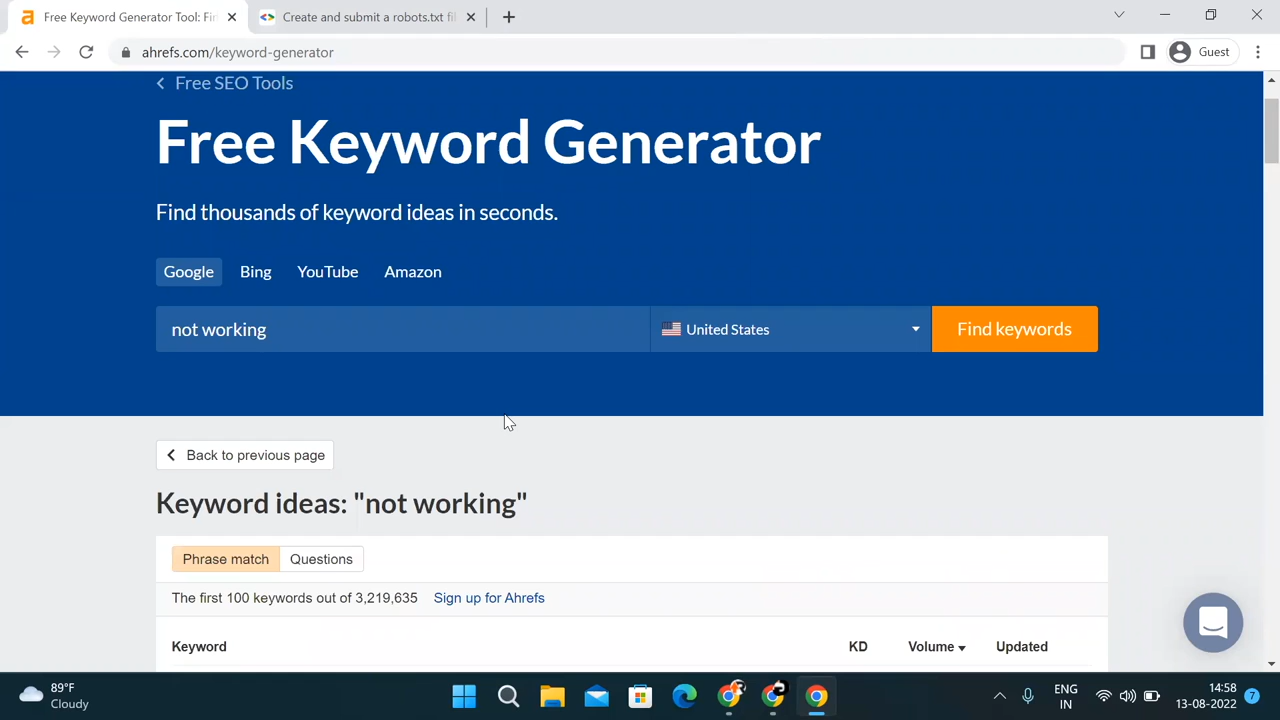 Free Keyword Generator Tool: Fin
Create and submit a robots.txt fil
ahrefs.com/keyword-generator
Guest
Free SEO Tools
Free Keyword Generator
Find thousands of keyword ideas in seconds.
Google Bing YouTube Amazon
not working United States Find keywords
Back to previous page
Keyword ideas: "not working"
Phrase match Questions
The first 100 keywords out of 3,219,635 Sign up for Ahrefs
Keyword KD Volume Updated
89°F
Cloudy
ENG
IN
14:58
13-08-2022
7